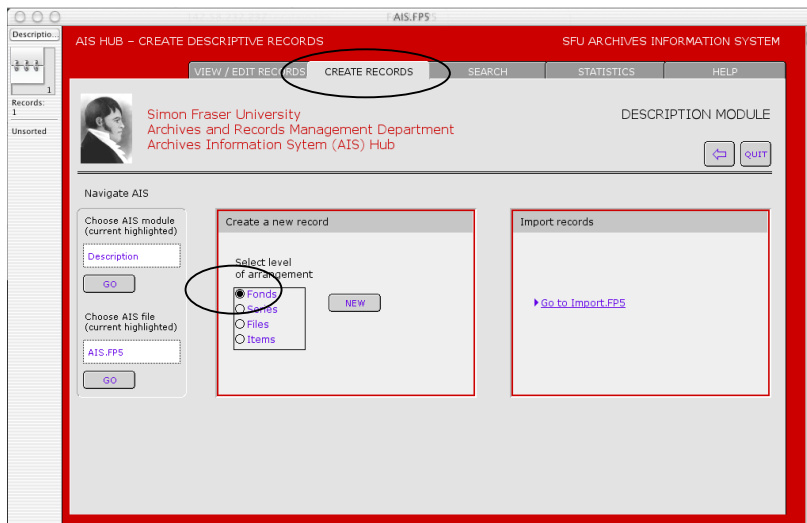 AIS.FP5
Descriptio...
1
Records:
1
Unsorted
AIS HUB – CREATE DESCRIPTIVE RECORDS
SFU ARCHIVES INFORMATION SYSTEM
VIEW / EDIT RECORDS
CREATE RECORDS
SEARCH
STATISTICS
HELP
Simon Fraser University
Archives and Records Management Department
Archives Information Sytem (AIS) Hub
DESCRIPTION MODULE
QUIT
Navigate AIS
Choose AIS module
(current highlighted)
Description
GO
Choose AIS file
(current highlighted)
AIS.FP5
GO
Create a new record
Select level
of arrangement
Fonds
Series
Files
Items
NEW
Import records
Go to Import.FP5